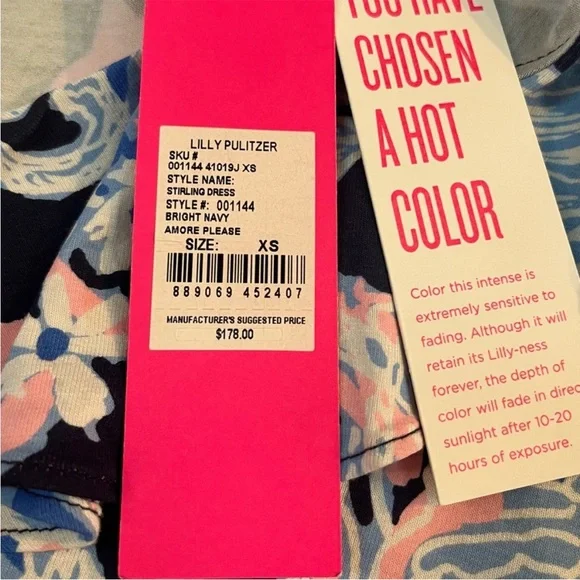 LILLY PULITZER
SKU #
001144 41019J XS
STYLE NAME:
STIRLING DRESS
STYLE #: 001144
BRIGHT NAVY
AMORE PLEASE
SIZE: XS
889069 452407
MANUFACTURER'S SUGGESTED PRICE
$178.00
YOU HAVE
CHOSEN
A HOT
COLOR
Color this intense is
extremely sensitive to
fading. Although it will
retain its Lilly-ness
forever, the depth of
color will fade in direc
sunlight after 10-20
hours of exposure.